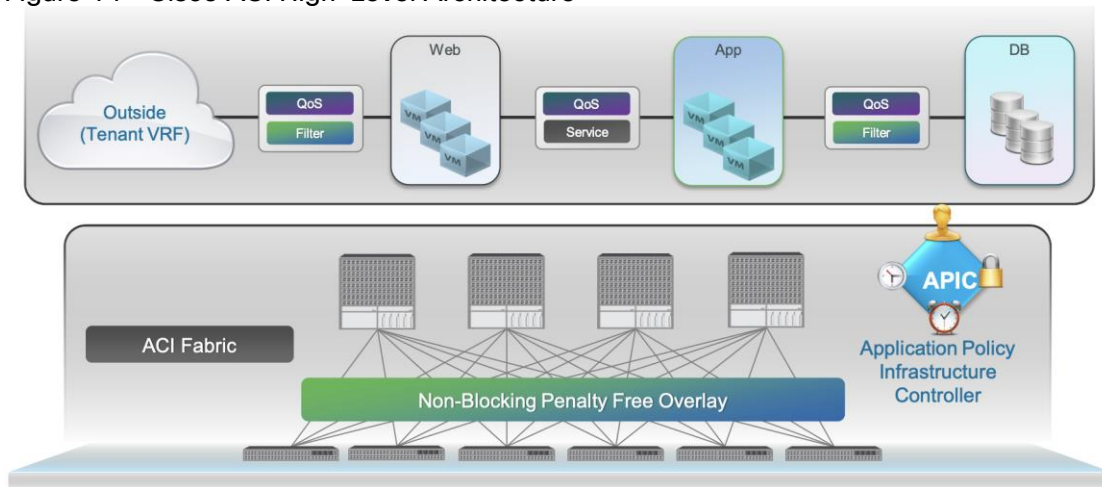 Web
App
DB
Outside
(Tenant VRF)
QoS
Filter
QoS
Service
QoS
Filter
VM
VM
VM
VM
VM
VM
APIC
ACI Fabric
Application Policy
Infrastructure
Controller
Non-Blocking Penalty Free Overlay